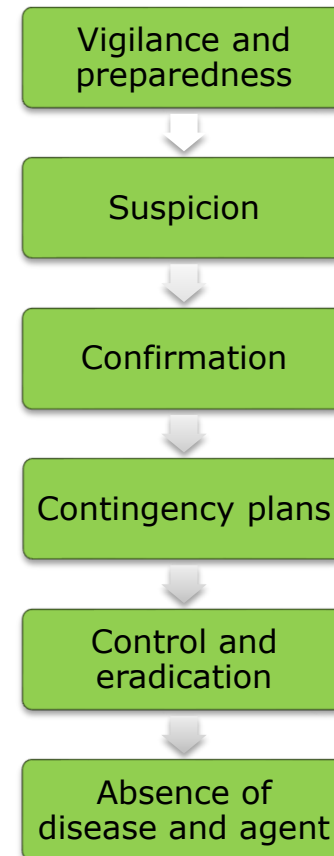 Vigilance and
preparedness
Suspicion
Confirmation
Contingency plans
Control and
eradication
Absence of
disease and agent